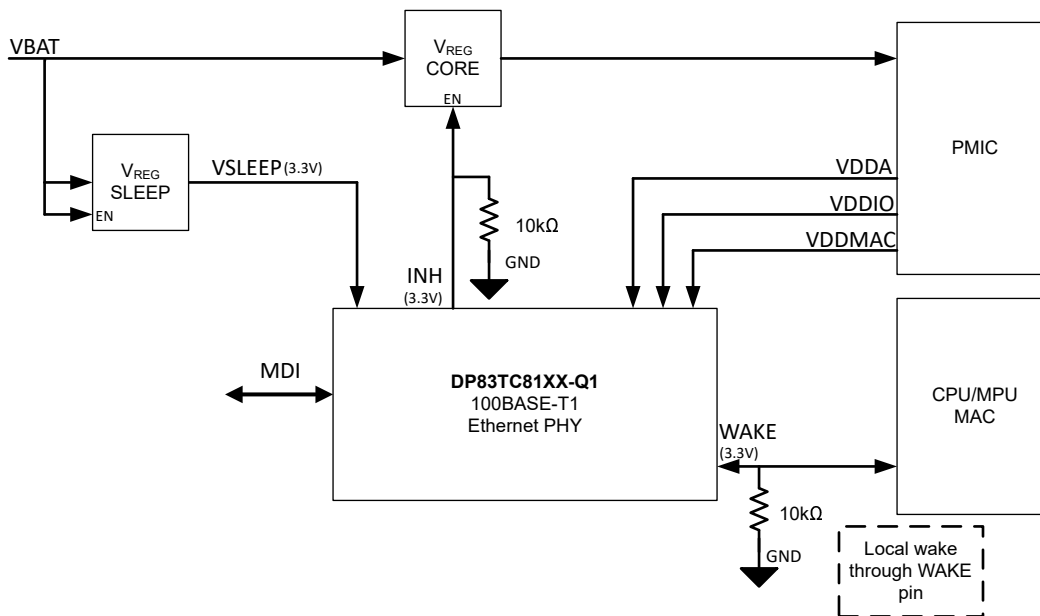 VBAT
VREG
CORE
EN
VREG
SLEEP
EN
VSLEEP (3.3V)
PMIC
VDDA
VDDIO
VDDMAC
10kΩ
GND
INH
(3.3V)
MDI
DP83TC81XX-Q1
100BASE-T1
Ethernet PHY
CPU/MPU
MAC
WAKE
(3.3V)
10kΩ
GND
Local wake
through WAKE
pin